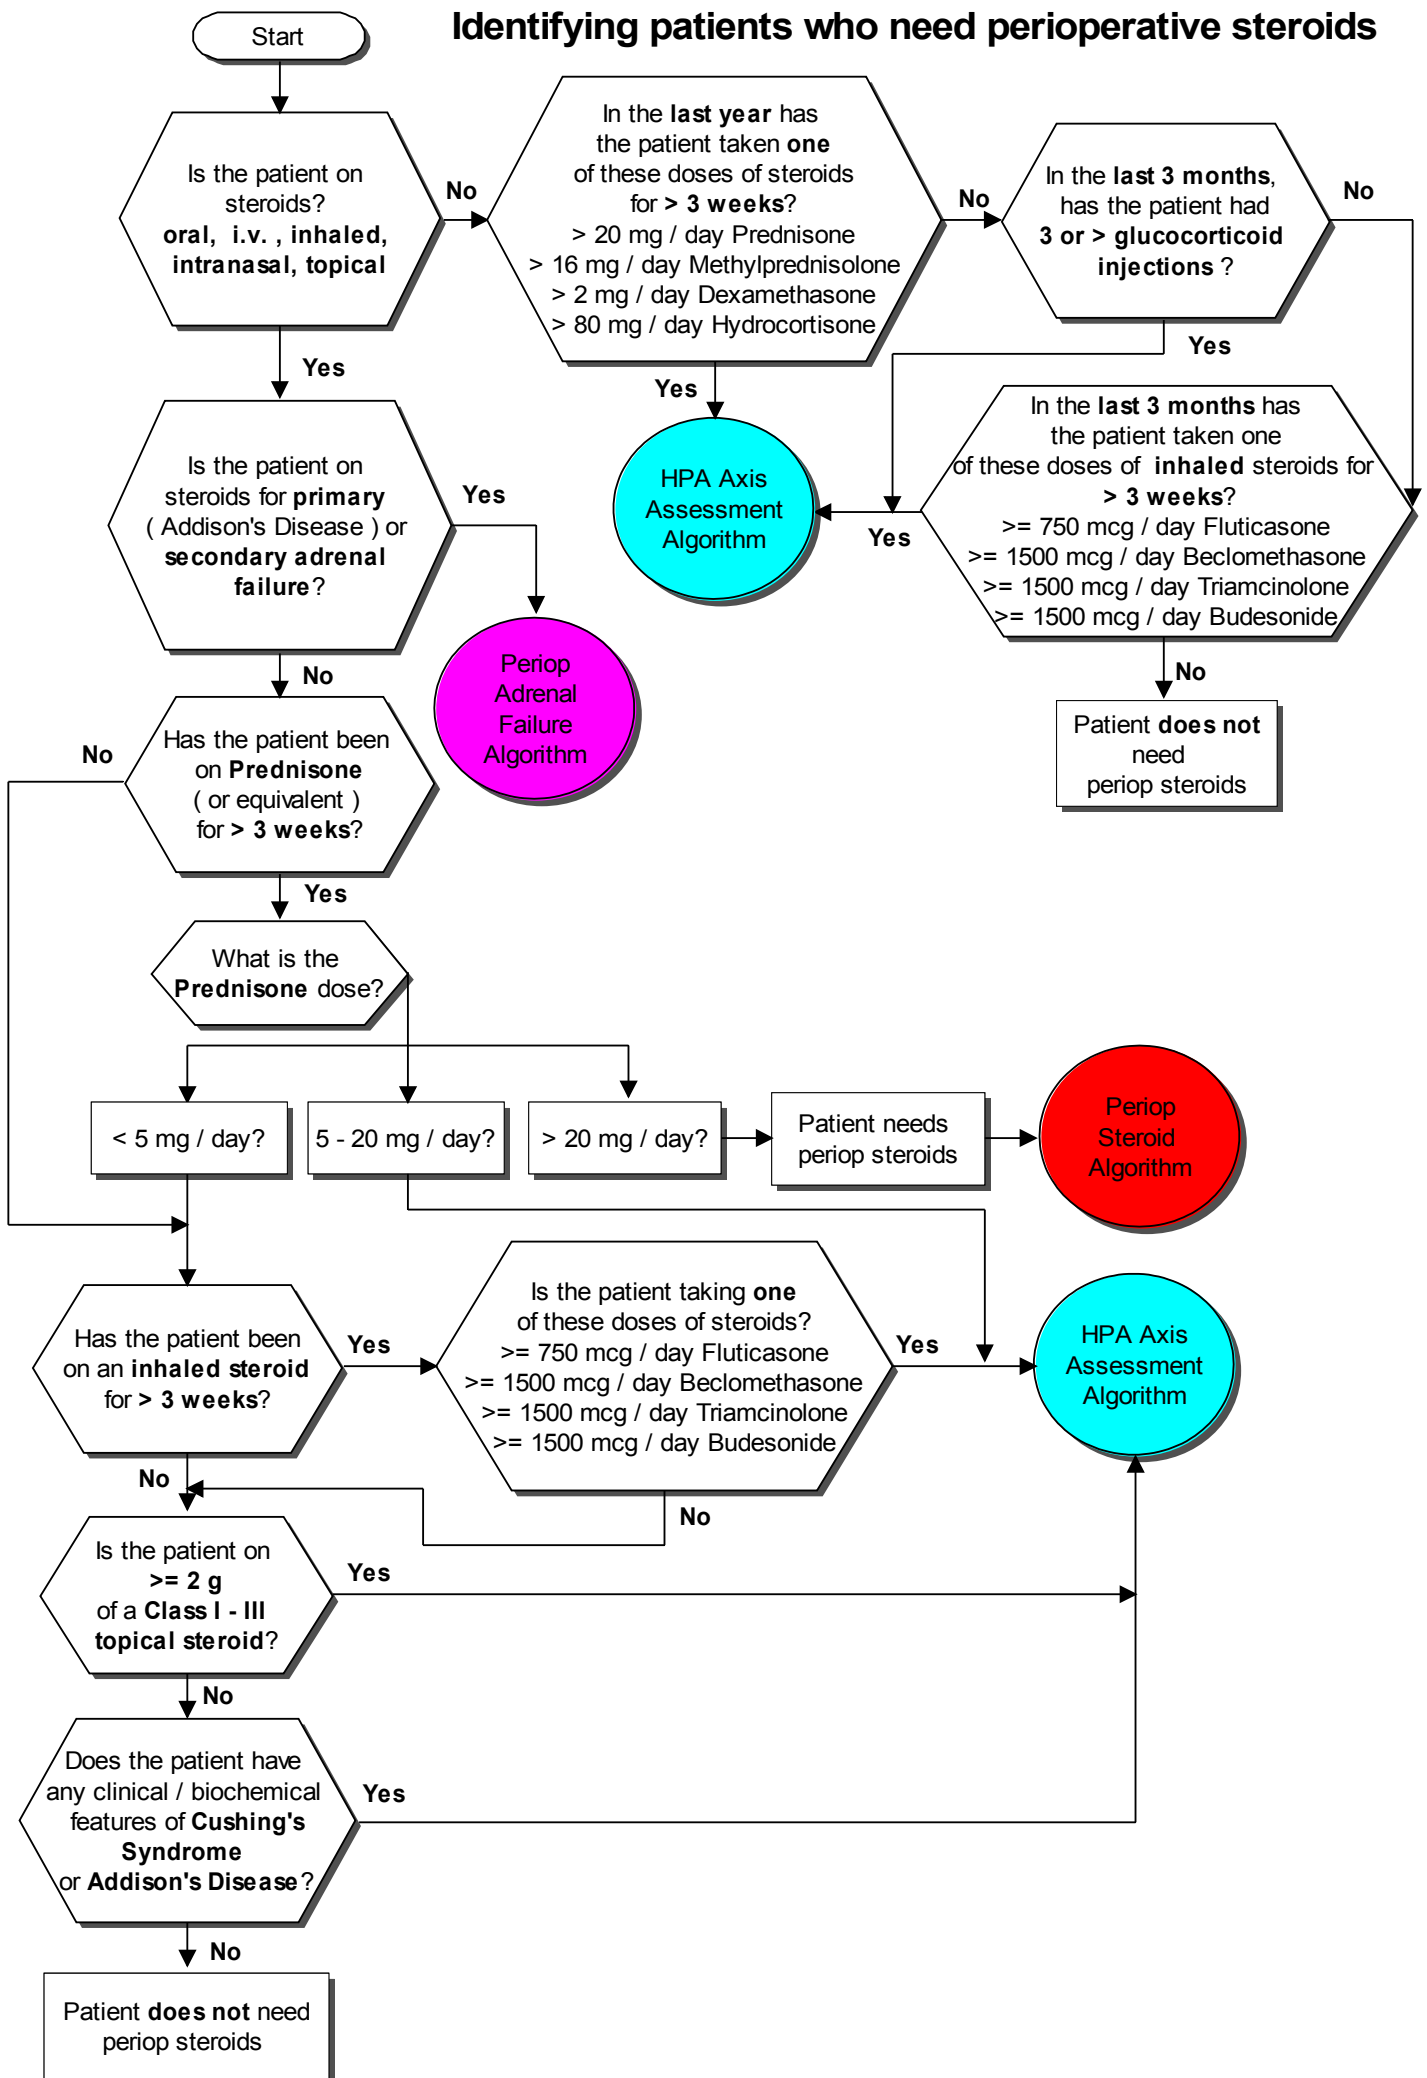 Identifying patients who need perioperative steroids
Start
Is the patient on
steroids?
oral, i.v. , inhaled,
intranasal, topical
No
In the last year has
the patient taken one
of these doses of steroids
for > 3 weeks?
> 20 mg / day Prednisone
> 16 mg / day Methylprednisolone
> 2 mg / day Dexamethasone
> 80 mg / day Hydrocortisone
No
In the last 3 months,
has the patient had
3 or > glucocorticoid
injections ?
No
Yes
Yes
Yes
In the last 3 months has
the patient taken one
of these doses of inhaled steroids for
> 3 weeks?
>= 750 mcg / day Fluticasone
>= 1500 mcg / day Beclomethasone
>= 1500 mcg / day Triamcinolone
>= 1500 mcg / day Budesonide
Yes
HPA Axis
Assessment
Algorithm
No
Patient does not
need
periop steroids
Is the patient on
steroids for primary
( Addison's Disease ) or
secondary adrenal
failure?
Yes
Periop
Adrenal
Failure
Algorithm
No
Has the patient been
on Prednisone
( or equivalent )
for > 3 weeks?
No
Yes
What is the
Prednisone dose?
< 5 mg / day?
5 - 20 mg / day?
> 20 mg / day?
Patient needs
periop steroids
Periop
Steroid
Algorithm
Has the patient been
on an inhaled steroid
for > 3 weeks?
Yes
Is the patient taking one
of these doses of steroids?
>= 750 mcg / day Fluticasone
>= 1500 mcg / day Beclomethasone
>= 1500 mcg / day Triamcinolone
>= 1500 mcg / day Budesonide
Yes
HPA Axis
Assessment
Algorithm
No
No
Is the patient on
>= 2 g
of a Class I - III
topical steroid?
Yes
No
Does the patient have
any clinical / biochemical
features of Cushing's
Syndrome
or Addison's Disease?
Yes
No
Patient does not need
periop steroids